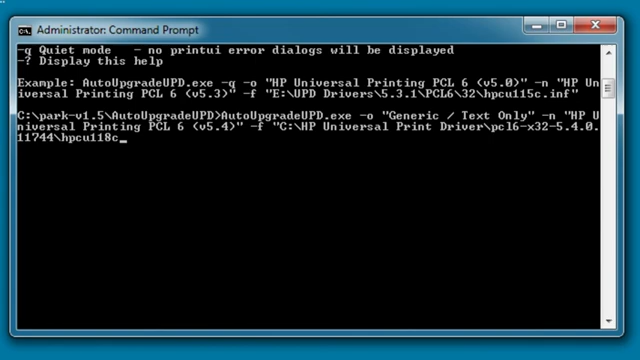 Administrator: Command Prompt
-q Quiet mode   - no printui error dialogs will be displayed
-? Display this help
Example: AutoUpgradeUPD.exe -q -o "HP Universal Printing PCL 6 (v5.0)" -n "HP Un
iversal Printing PCL 6 (v5.3)" -f "E:\UPD Drivers\5.3.1\PCL6\32\hpcu115c.inf"
C:\park-v1.5\AutoUpgradeUPD>AutoUpgradeUPD.exe -o "Generic / Text Only" -n "HP U
niversal Printing PCL 6 (v5.4)" -f "C:\HP Universal Print Driver\pcl6-x32-5.4.0.
11744\hpcu118c_